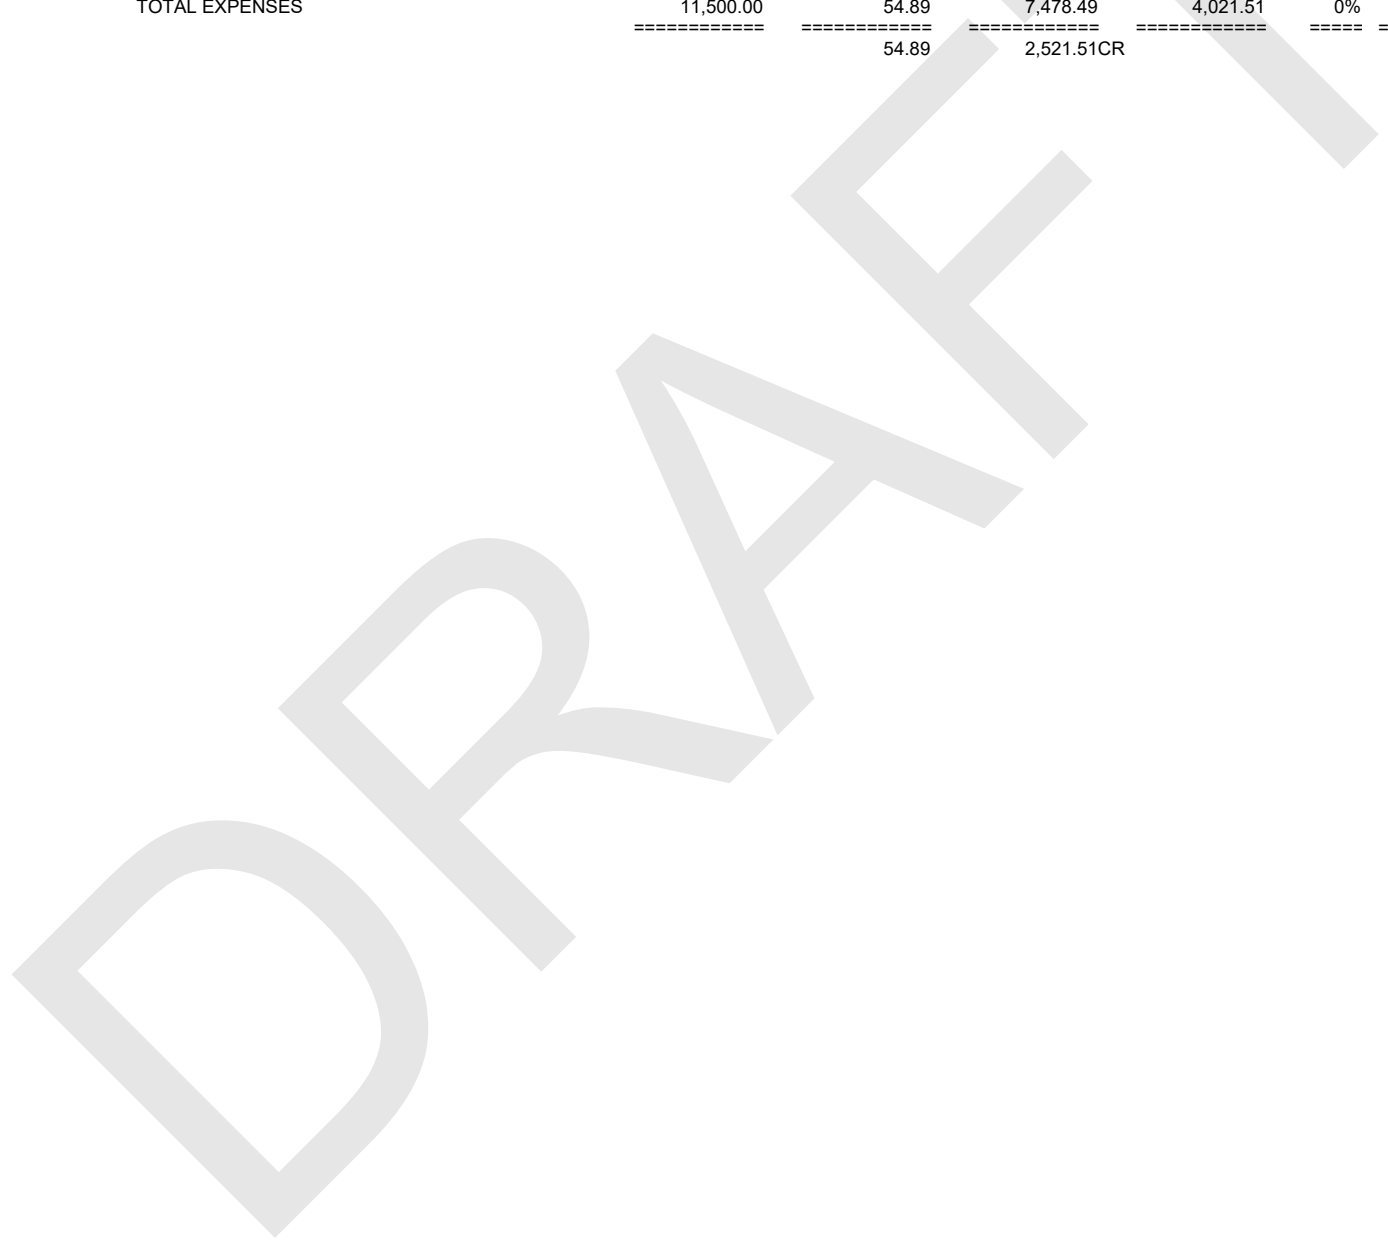 TOTAL EXPENSES 11,500.00 54.89 7,478.49 4,021.51 0%
============ ============ ============ ============ ===== =
54.89 2,521.51CR
DRAFT